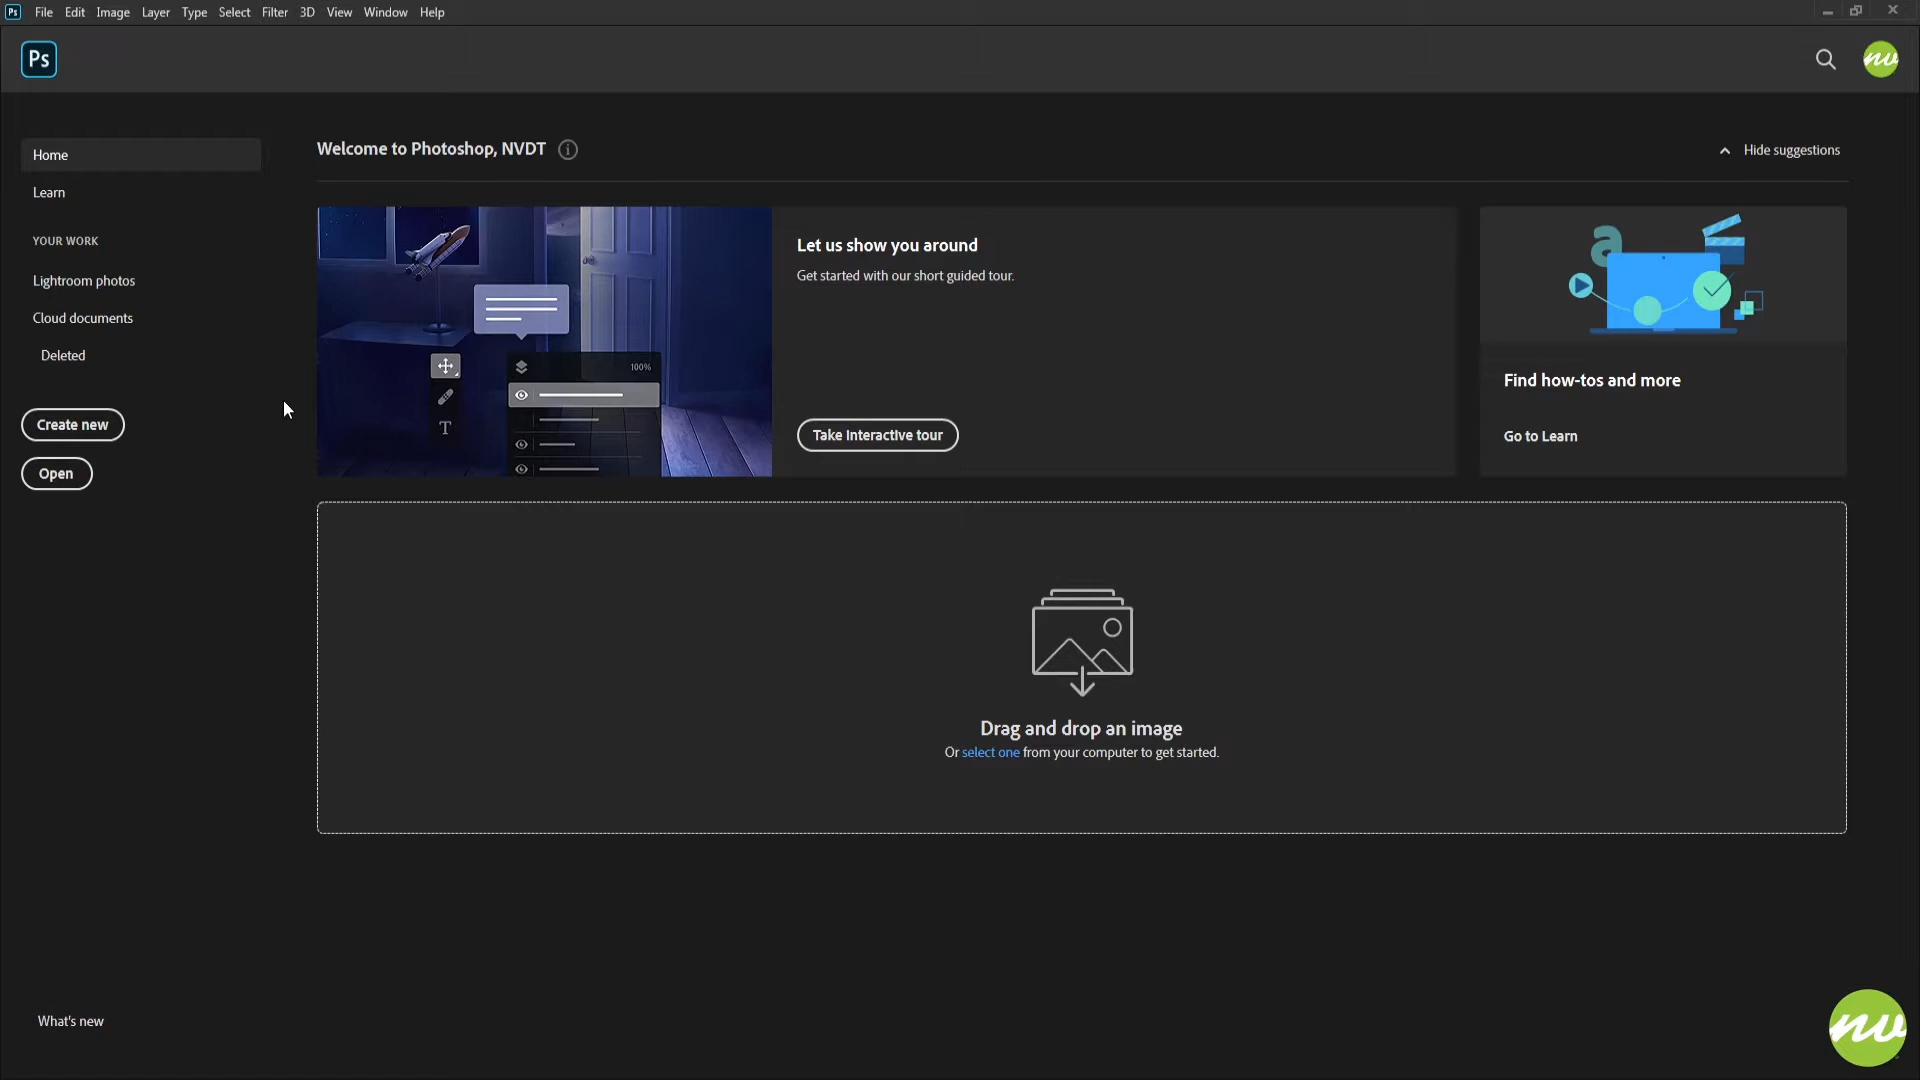 Ps File Edit Image Layer Type Select Filter 3D View Window Help
Ps
nv
Home
Learn
YOUR WORK
Lightroom photos
Cloud documents
Deleted
Create new
Open
What's new
Welcome to Photoshop, NVDT
Hide suggestions
100%
T
Let us show you around
Get started with our short guided tour.
Take interactive tour
a
Find how-tos and more
Go to Learn
Drag and drop an image
Or select one from your computer to get started.
nv